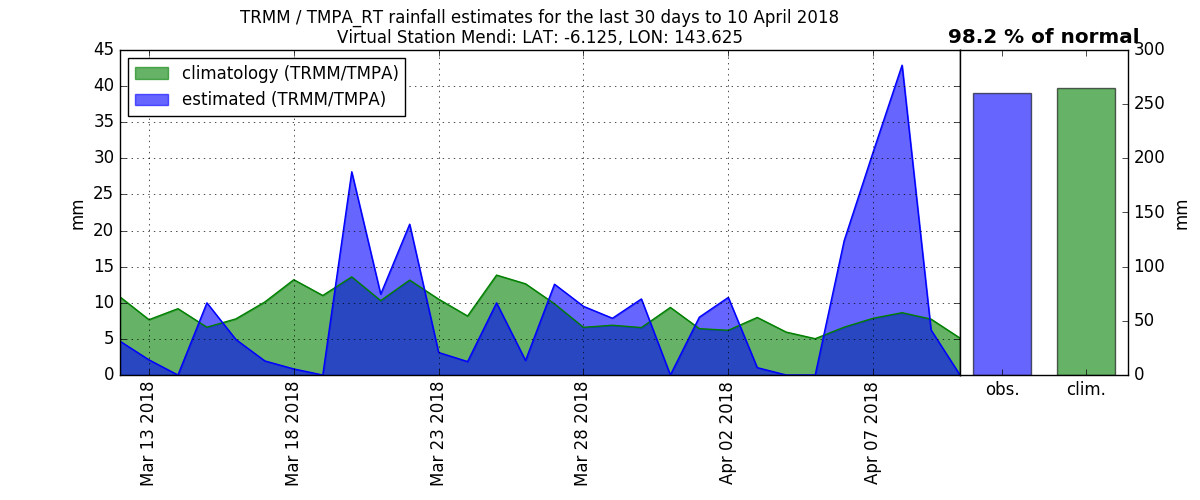 TRMM / TMPA_RT rainfall estimates for the last 30 days to 10 April 2018
Virtual Station Mendi: LAT: -6.125, LON: 143.625
98.2 % of normal
climatology (TRMM/TMPA)
estimated (TRMM/TMPA)
mm
45
40
35
30
25
20
15
10
5
0
Mar 13 2018
Mar 18 2018
Mar 23 2018
Mar 28 2018
Apr 02 2018
Apr 07 2018
300
250
200
150
100
50
0
mm
obs.
clim.